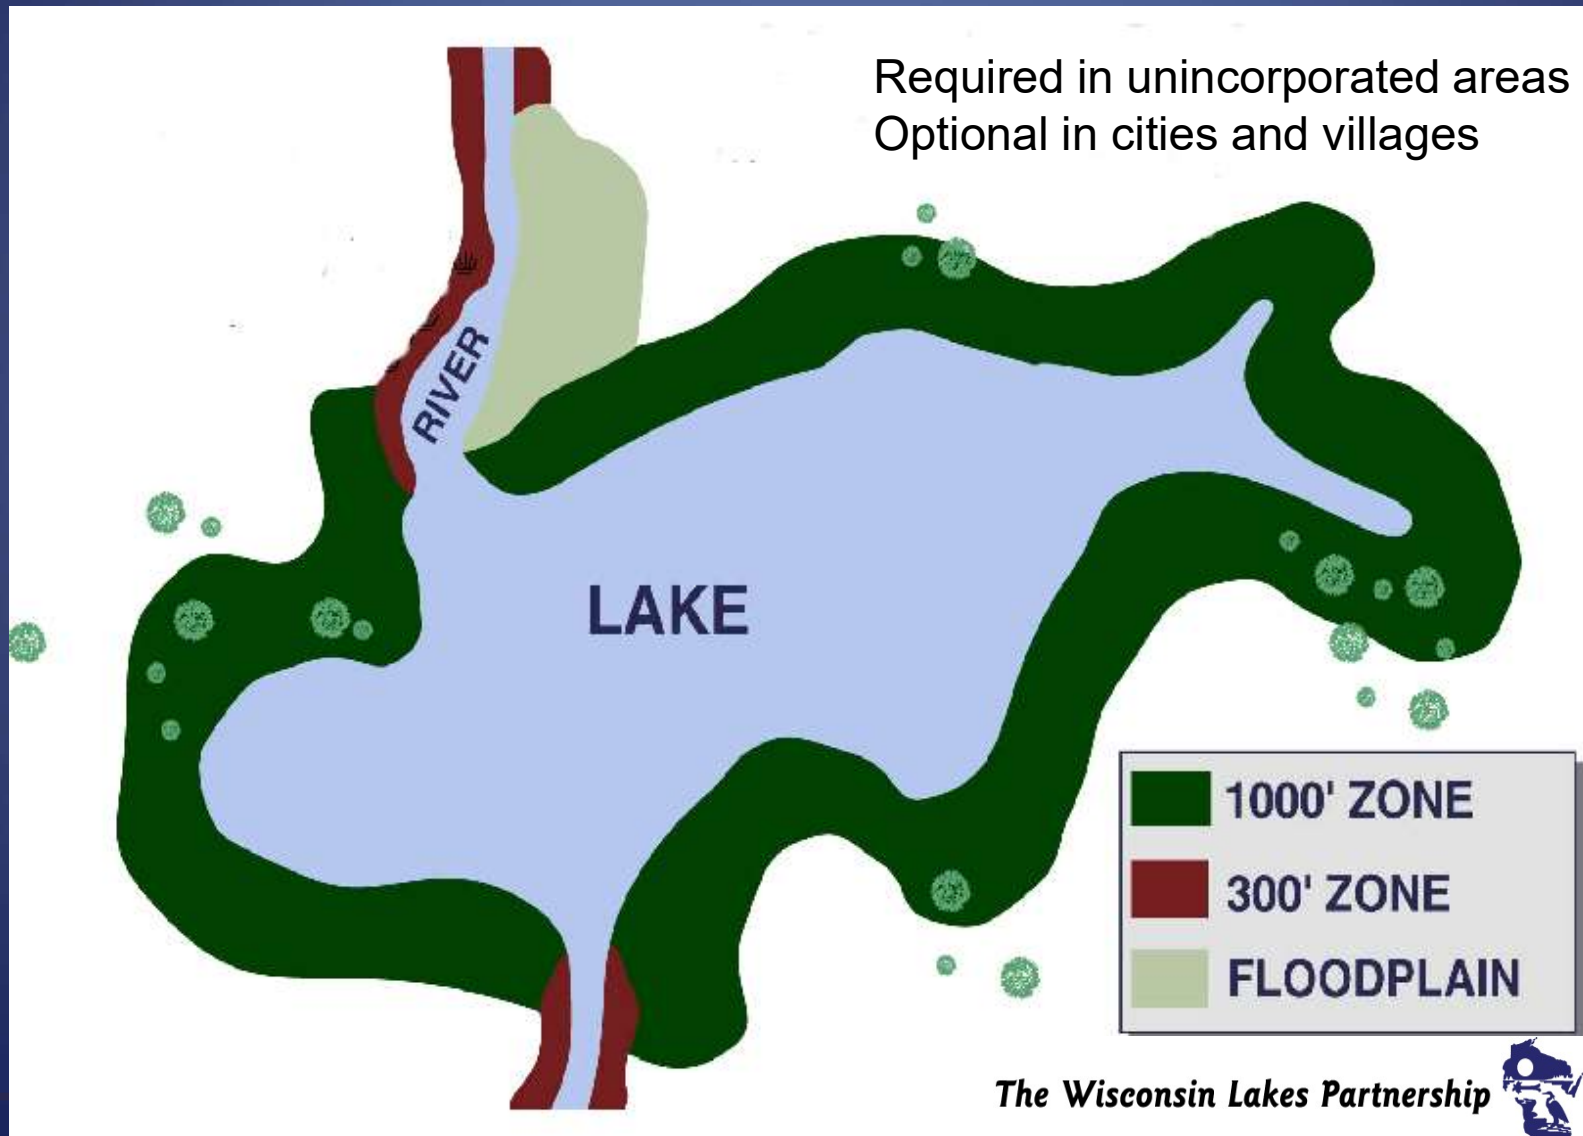 Required in unincorporated areas
Optional in cities and villages
RIVER
LAKE
1000' ZONE
300' ZONE
FLOODPLAIN
The Wisconsin Lakes Partnership